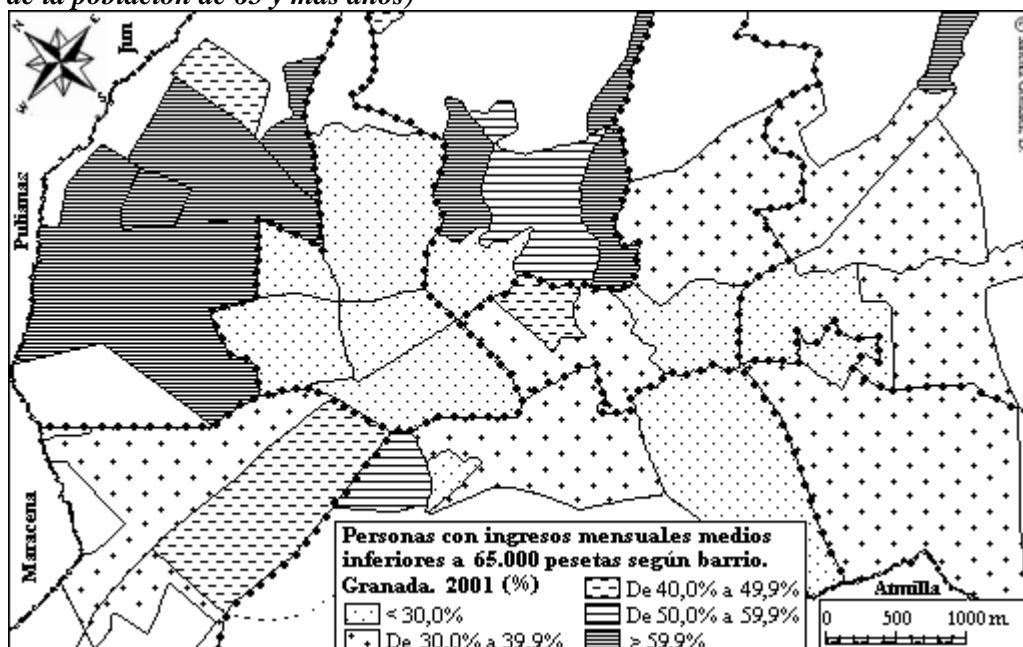 de la población de 65 y más años)
N
E
S
W
Jun
Pulianas
Maracena
Personas con ingresos mensuales medios
inferiores a 65.000 pesetas según barrio.
Granada. 2001 (%)
< 30,0%
De 30,0% a 39,9%
De 40,0% a 49,9%
De 50,0% a 59,9%
> 59,9%
Armilla
0 500 1000 m.